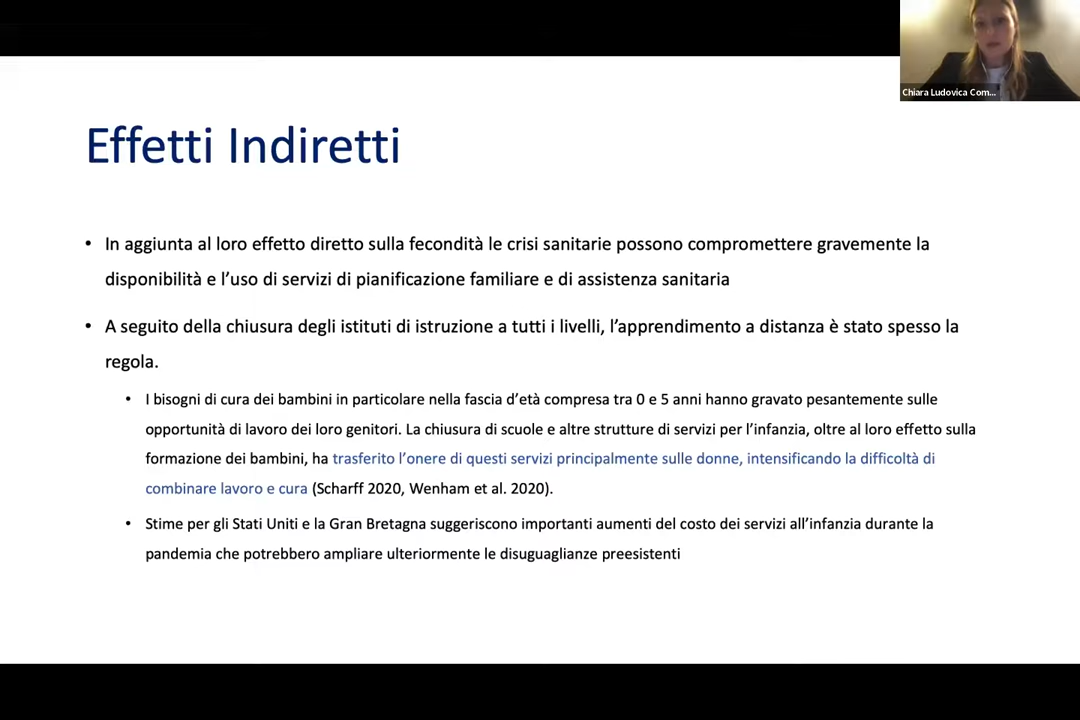 Chiara Ludovica Com...
Effetti Indiretti
• In aggiunta al loro effetto diretto sulla fecondità le crisi sanitarie possono compromettere gravemente la
disponibilità e l’uso di servizi di pianificazione familiare e di assistenza sanitaria
• A seguito della chiusura degli istituti di istruzione a tutti i livelli, l’apprendimento a distanza è stato spesso la
regola.
• I bisogni di cura dei bambini in particolare nella fascia d’età compresa tra 0 e 5 anni hanno gravato pesantemente sulle
opportunità di lavoro dei loro genitori. La chiusura di scuole e altre strutture di servizi per l’infanzia, oltre al loro effetto sulla
formazione dei bambini, ha trasferito l’onere di questi servizi principalmente sulle donne, intensificando la difficoltà di
combinare lavoro e cura (Scharff 2020, Wenham et al. 2020).
• Stime per gli Stati Uniti e la Gran Bretagna suggeriscono importanti aumenti del costo dei servizi all’infanzia durante la
pandemia che potrebbero ampliare ulteriormente le disuguaglianze preesistenti